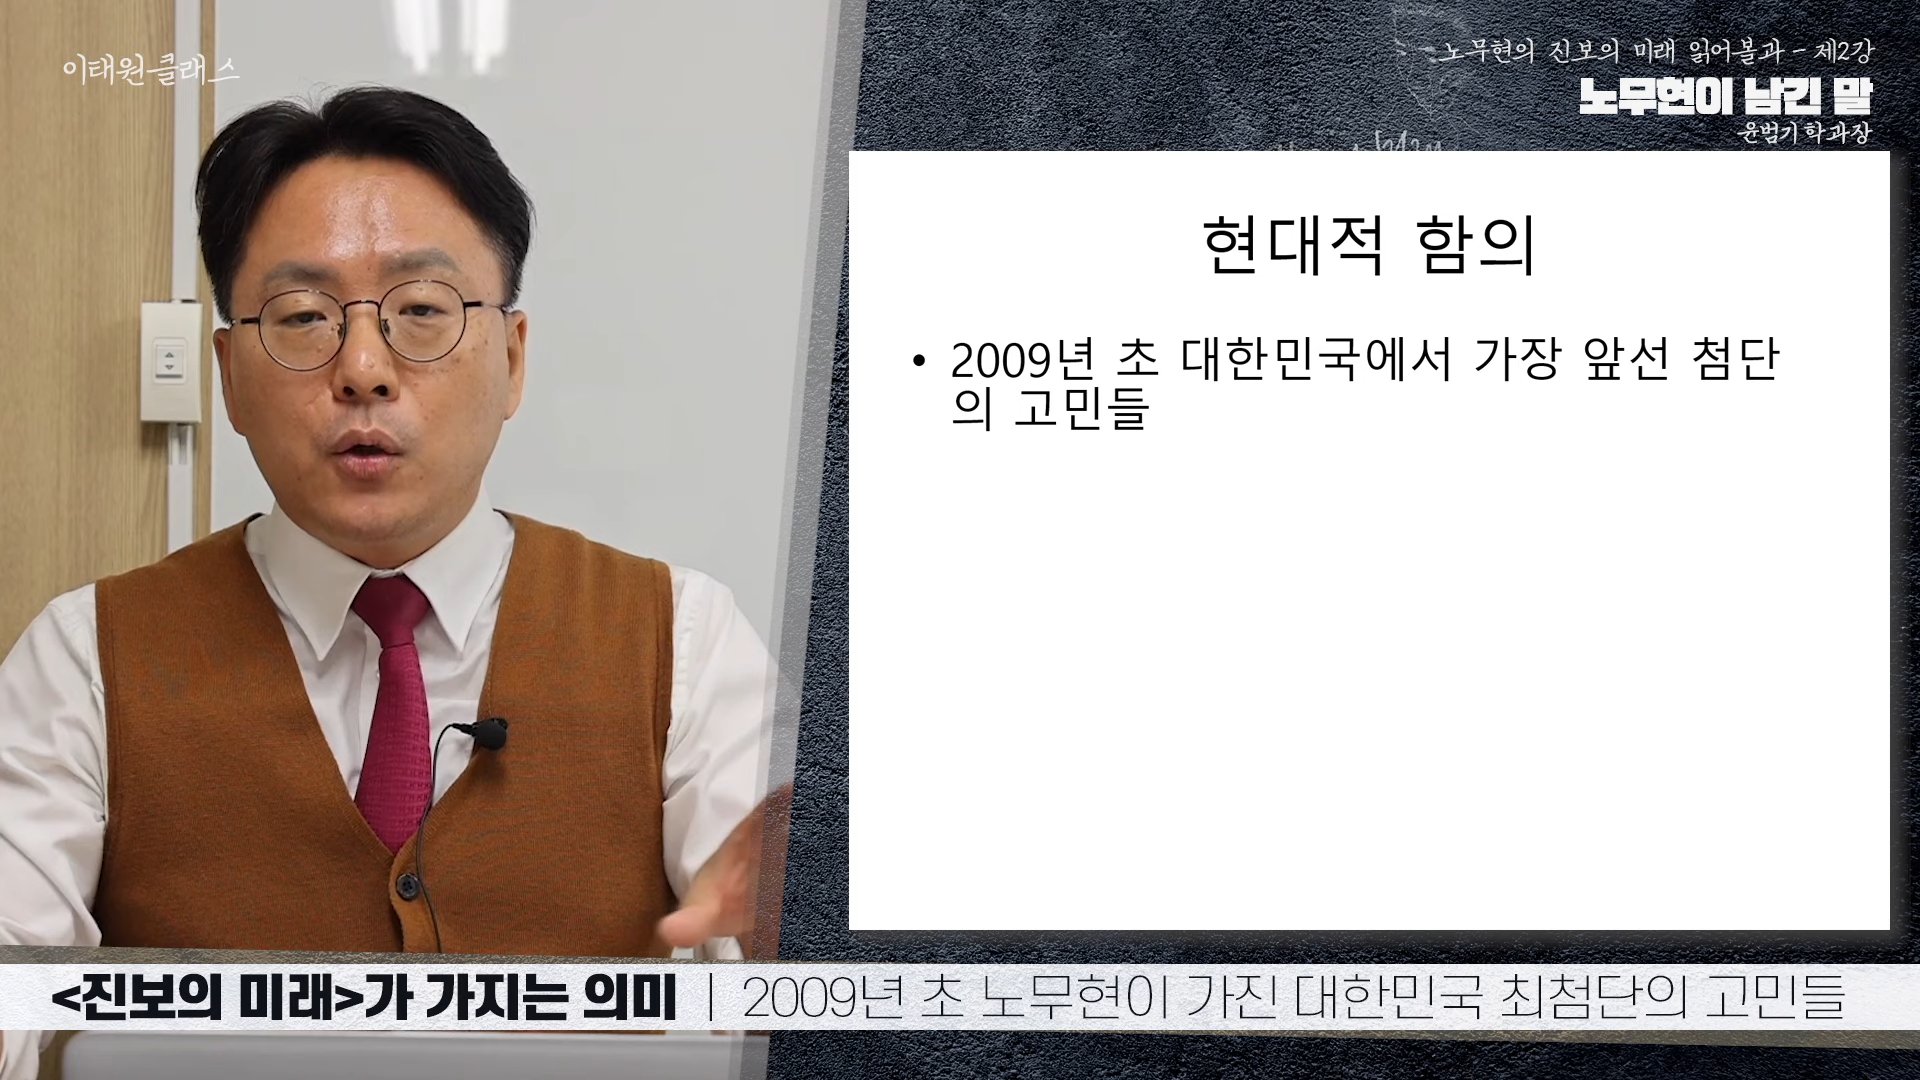 이태원클래스
노무현의 진보의 미래 읽어볼과 - 제2강
노무현이 남긴 말
윤범기 학과장
현대적 함의
• 2009년 초 대한민국에서 가장 앞선 첨단
의 고민들
<진보의 미래>가 가지는 의미 | 2009년 초 노무현이 가진 대한민국 최첨단의 고민들